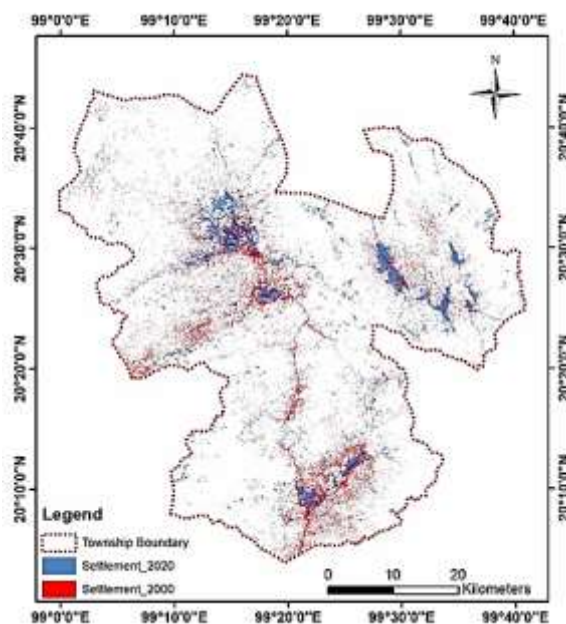 99°0'0"E 99°10'0"E 99°20'0"E 99°30'0"E 99°40'0"E
N
20°40'0"N 20°40'0"N
20°30'0"N 20°30'0"N
20°20'0"N 20°20'0"N
20°10'0"N 20°10'0"N
Legend
Township Boundary
Settlement_2020
Settlement_2000
0 10 20
Kilometers
99°0'0"E 99°10'0"E 99°20'0"E 99°30'0"E 99°40'0"E